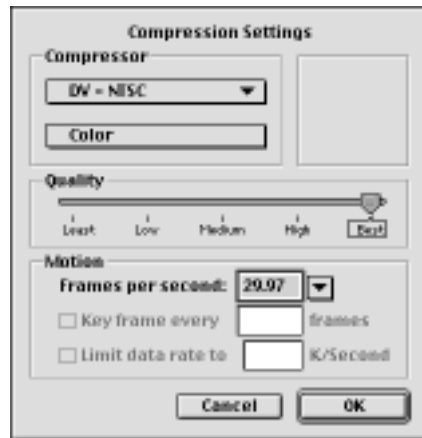 Compression Settings
Compressor
DV - NTSC
Color
Quality
Least Low Medium High Best
Motion
Frames per second: 29.97
Key frame every frames
Limit data rate to K/Second
Cancel OK